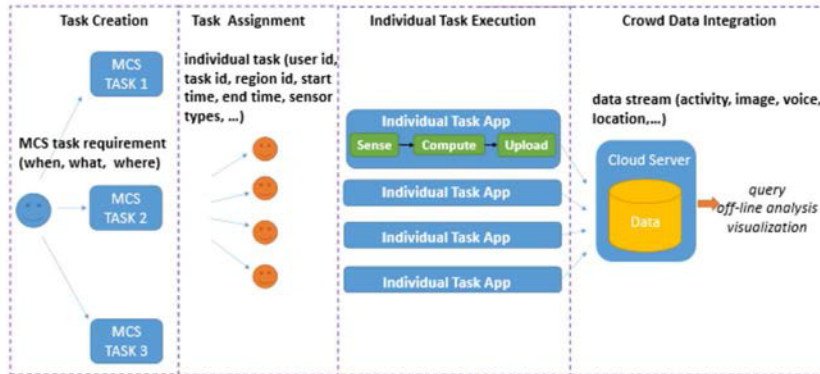 Task Creation
Task Assignment
Individual Task Execution
Crowd Data Integration
MCS
TASK 1
MCS task requirement
(when, what, where)
MCS
TASK 2
MCS
TASK 3
individual task (user id,
task id, region id, start
time, end time, sensor
types, ...)
Individual Task App
Sense
Compute
Upload
Individual Task App
Individual Task App
Individual Task App
data stream (activity, image, voice,
location,...)
Cloud Server
Data
query
off-line analysis
visualization